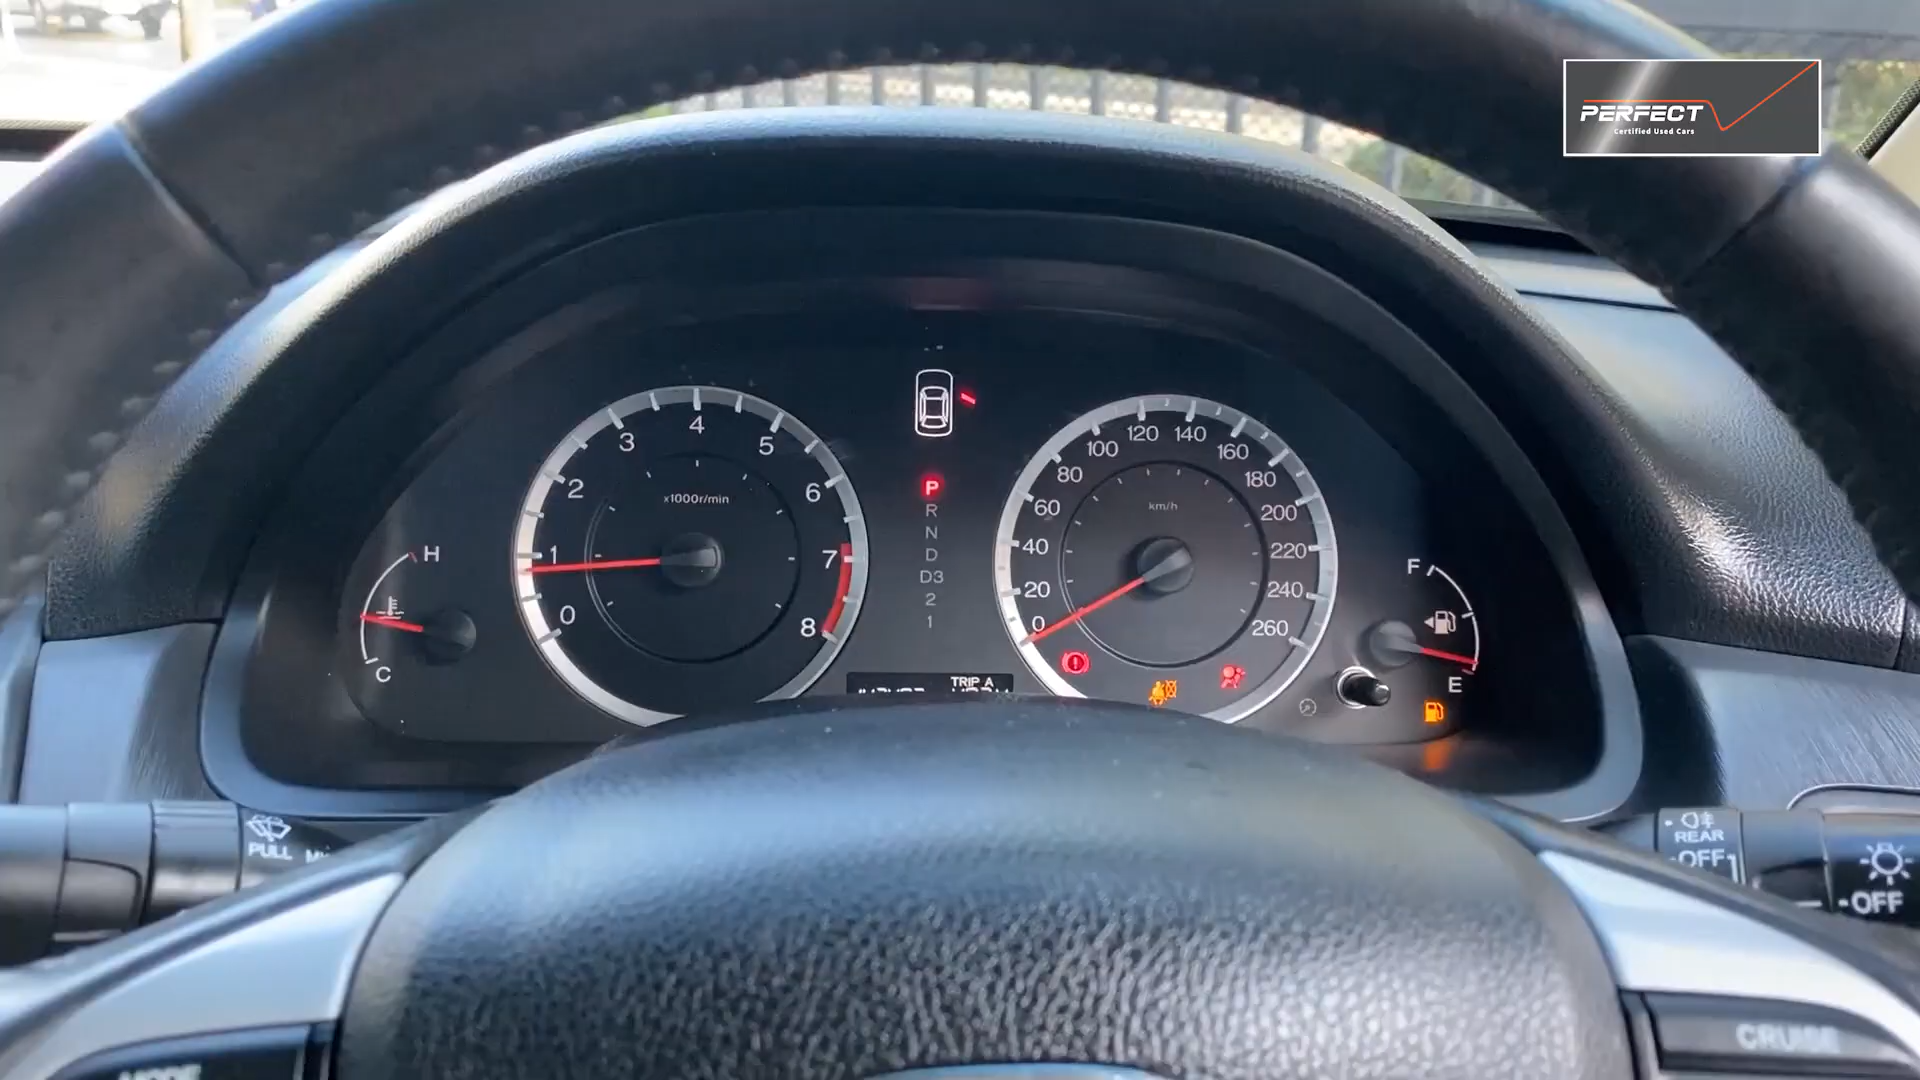 PERFECT
Certified Used Cars
0
1
2
3
4
5
6
7
8
x1000r/min
H
C
P
R
N
D
D3
2
1
TRIP A
0
20
40
60
80
100
120
140
160
180
200
220
240
260
km/h
F
E
PULL
REAR
OFF
OFF
CRUISE